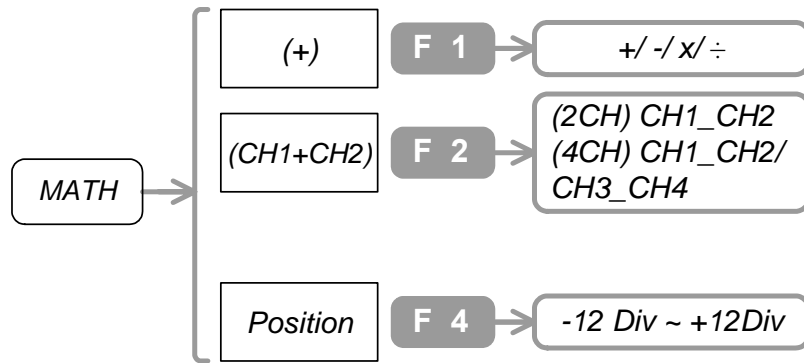 (+)
F 1
+/ -/ x/ ÷
MATH
(CH1+CH2)
F 2
(2CH) CH1_CH2
(4CH) CH1_CH2/
CH3_CH4
Position
F 4
-12 Div ~ +12Div